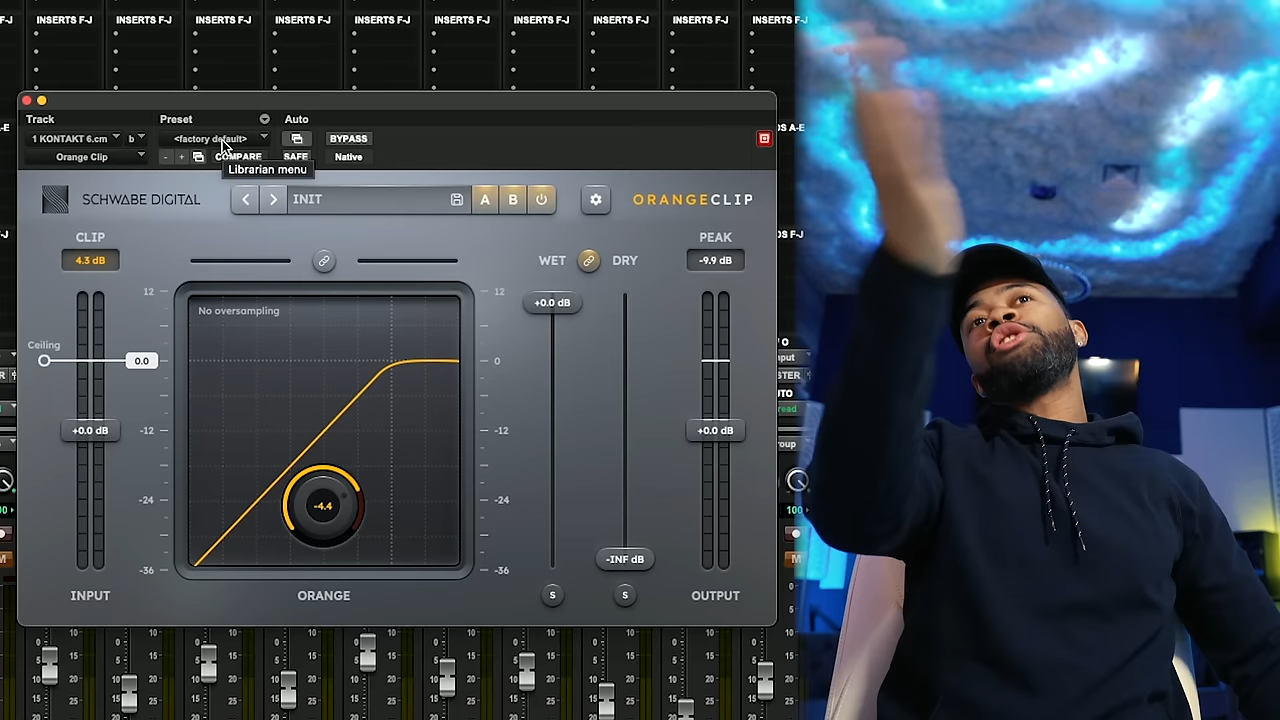 INSERTS F-J INSERTS F-J INSERTS F-J INSERTS F-J INSERTS F-J INSERTS F-J INSERTS F-J INSERTS F-J INSERTS F-J INSERTS F-J
Track Preset Auto
1 KONTAKT 6.cm b <factory default> BYPASS
Orange Clip - + COMPARE SAFE Native
Librarian menu
SCHWABE DIGITAL INIT A B ORANGECLIP
CLIP PEAK
4.3 dB WET DRY -9.9 dB
12 12 +0.0 dB
No oversampling
Ceiling
0.0 0
+0.0 dB -12 -12 +0.0 dB
-24 -24
-4.4
-36 -36 -INF dB
INPUT ORANGE S S OUTPUT